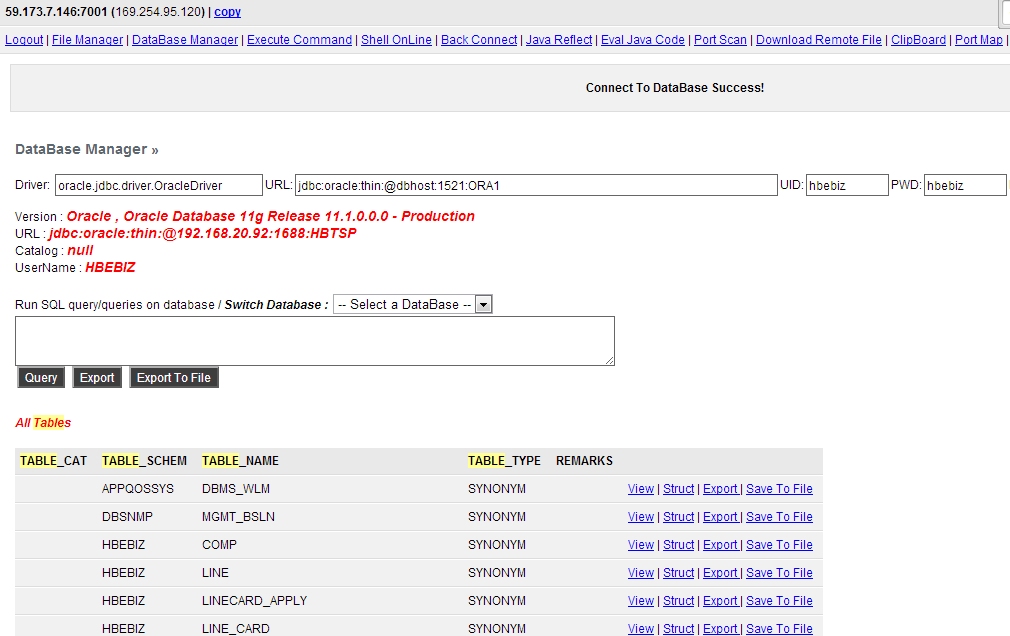 59.173.7.146:7001 (169.254.95.120) | copy
Logout | File Manager | DataBase Manager | Execute Command | Shell OnLine | Back Connect | Java Reflect | Eval Java Code | Port Scan | Download Remote File | ClipBoard | Port Map |
Connect To DataBase Success!
DataBase Manager »
Driver: oracle.jdbc.driver.OracleDriver URL: jdbc:oracle:thin:@dbhost:1521:ORA1 UID: hbebiz PWD: hbebiz
Version : Oracle , Oracle Database 11g Release 11.1.0.0.0 - Production
URL : jdbc:oracle:thin:@192.168.20.92:1688:HBTSP
Catalog : null
UserName : HBEBIZ
Run SQL query/queries on database / Switch Database : -- Select a DataBase --
Query Export Export To File
All Tables
TABLE_CAT TABLE_SCHEM TABLE_NAME TABLE_TYPE REMARKS
APPQOSSYS DBMS_WLM SYNONYM View | Struct | Export | Save To File
DBSNMP MGMT_BSLN SYNONYM View | Struct | Export | Save To File
HBEBIZ COMP SYNONYM View | Struct | Export | Save To File
HBEBIZ LINE SYNONYM View | Struct | Export | Save To File
HBEBIZ LINECARD_APPLY SYNONYM View | Struct | Export | Save To File
HBEBIZ LINE_CARD SYNONYM View | Struct | Export | Save To File